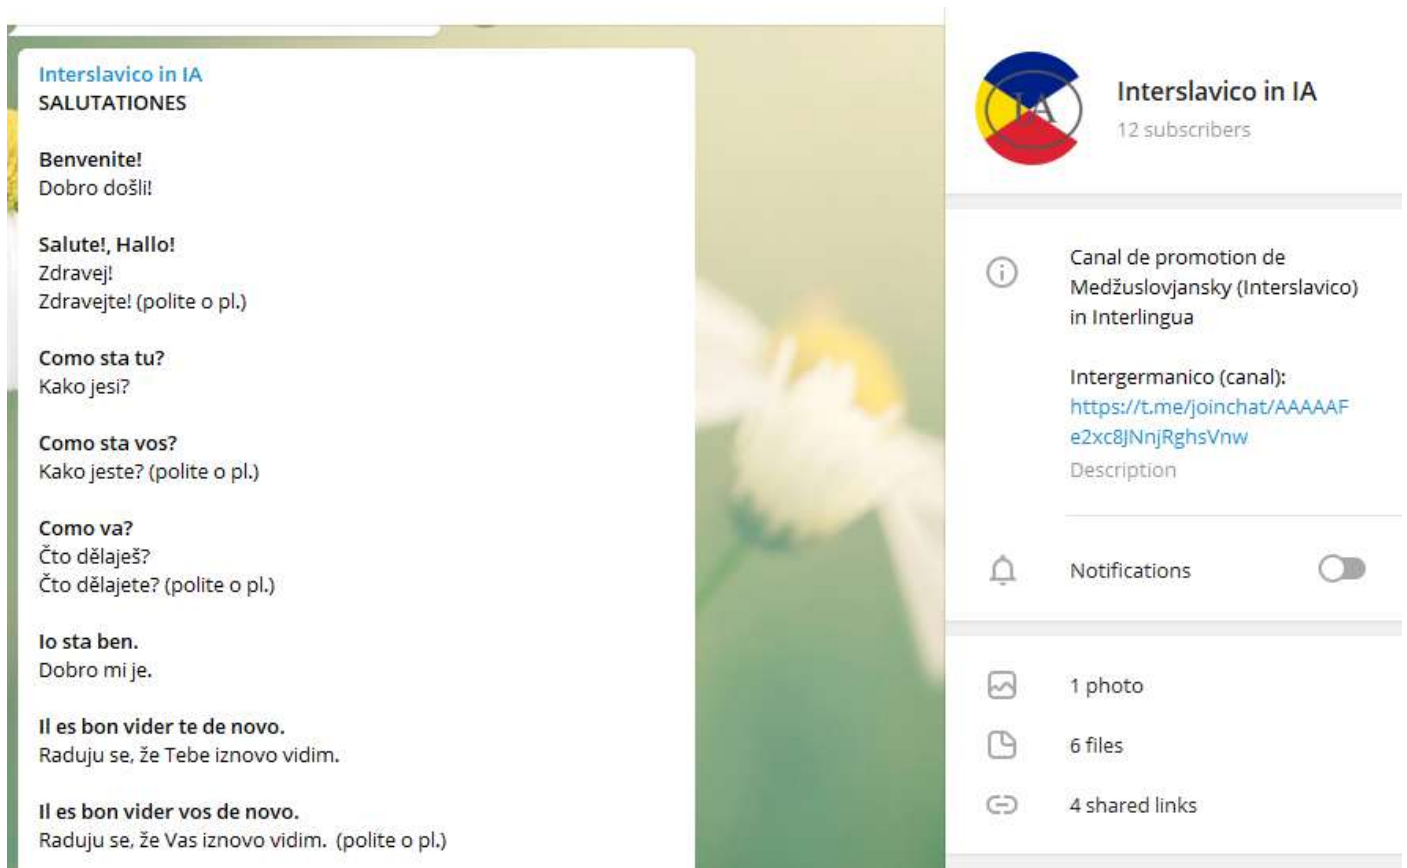 Interslavico in IA
SALUTATIONES
Benvenite!
Dobro došli!
Salute!, Hallo!
Zdravej!
Zdravejte! (polite o pl.)
Como sta tu?
Kako jesi?
Como sta vos?
Kako jeste? (polite o pl.)
Como va?
Čto dělaješ?
Čto dělajete? (polite o pl.)
Io sta ben.
Dobro mi je.
Il es bon vider te de novo.
Raduju se, že Tebe iznovo vidim.
Il es bon vider vos de novo.
Raduju se, že Vas iznovo vidim. (polite o pl.)
IA
Interslavico in IA
12 subscribers
Canal de promotion de
Medžuslovjansky (Interslavico)
in Interlingua
Intergermanico (canal):
https://t.me/joinchat/AAAAAF
e2xc8JNnjRghsVnw
Description
Notifications
1 photo
6 files
4 shared links